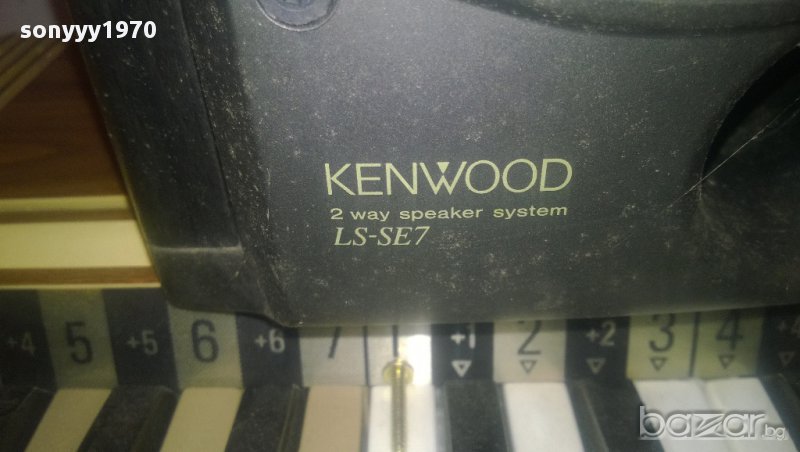 sonyyy1970
KENWOOD
2 way speaker system
LS-SE7
+4 5 +5 6 +6 7 1 +1 2 +2 3 4 +4
bazar.bg